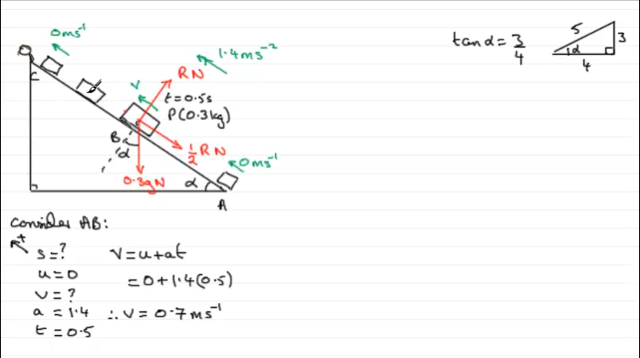 0ms⁻¹
1.4ms⁻²
tanα = 3/4
5
3
α
4
C
RN
V
t=0.5s
P(0.3kg)
B
α
½RN
0.3gN
0ms⁻¹
α
A
Consider AB:
+
s=?
u=0
v=?
a=1.4
t=0.5
V=u+at
=0+1.4(0.5)
∴ V = 0.7ms⁻¹